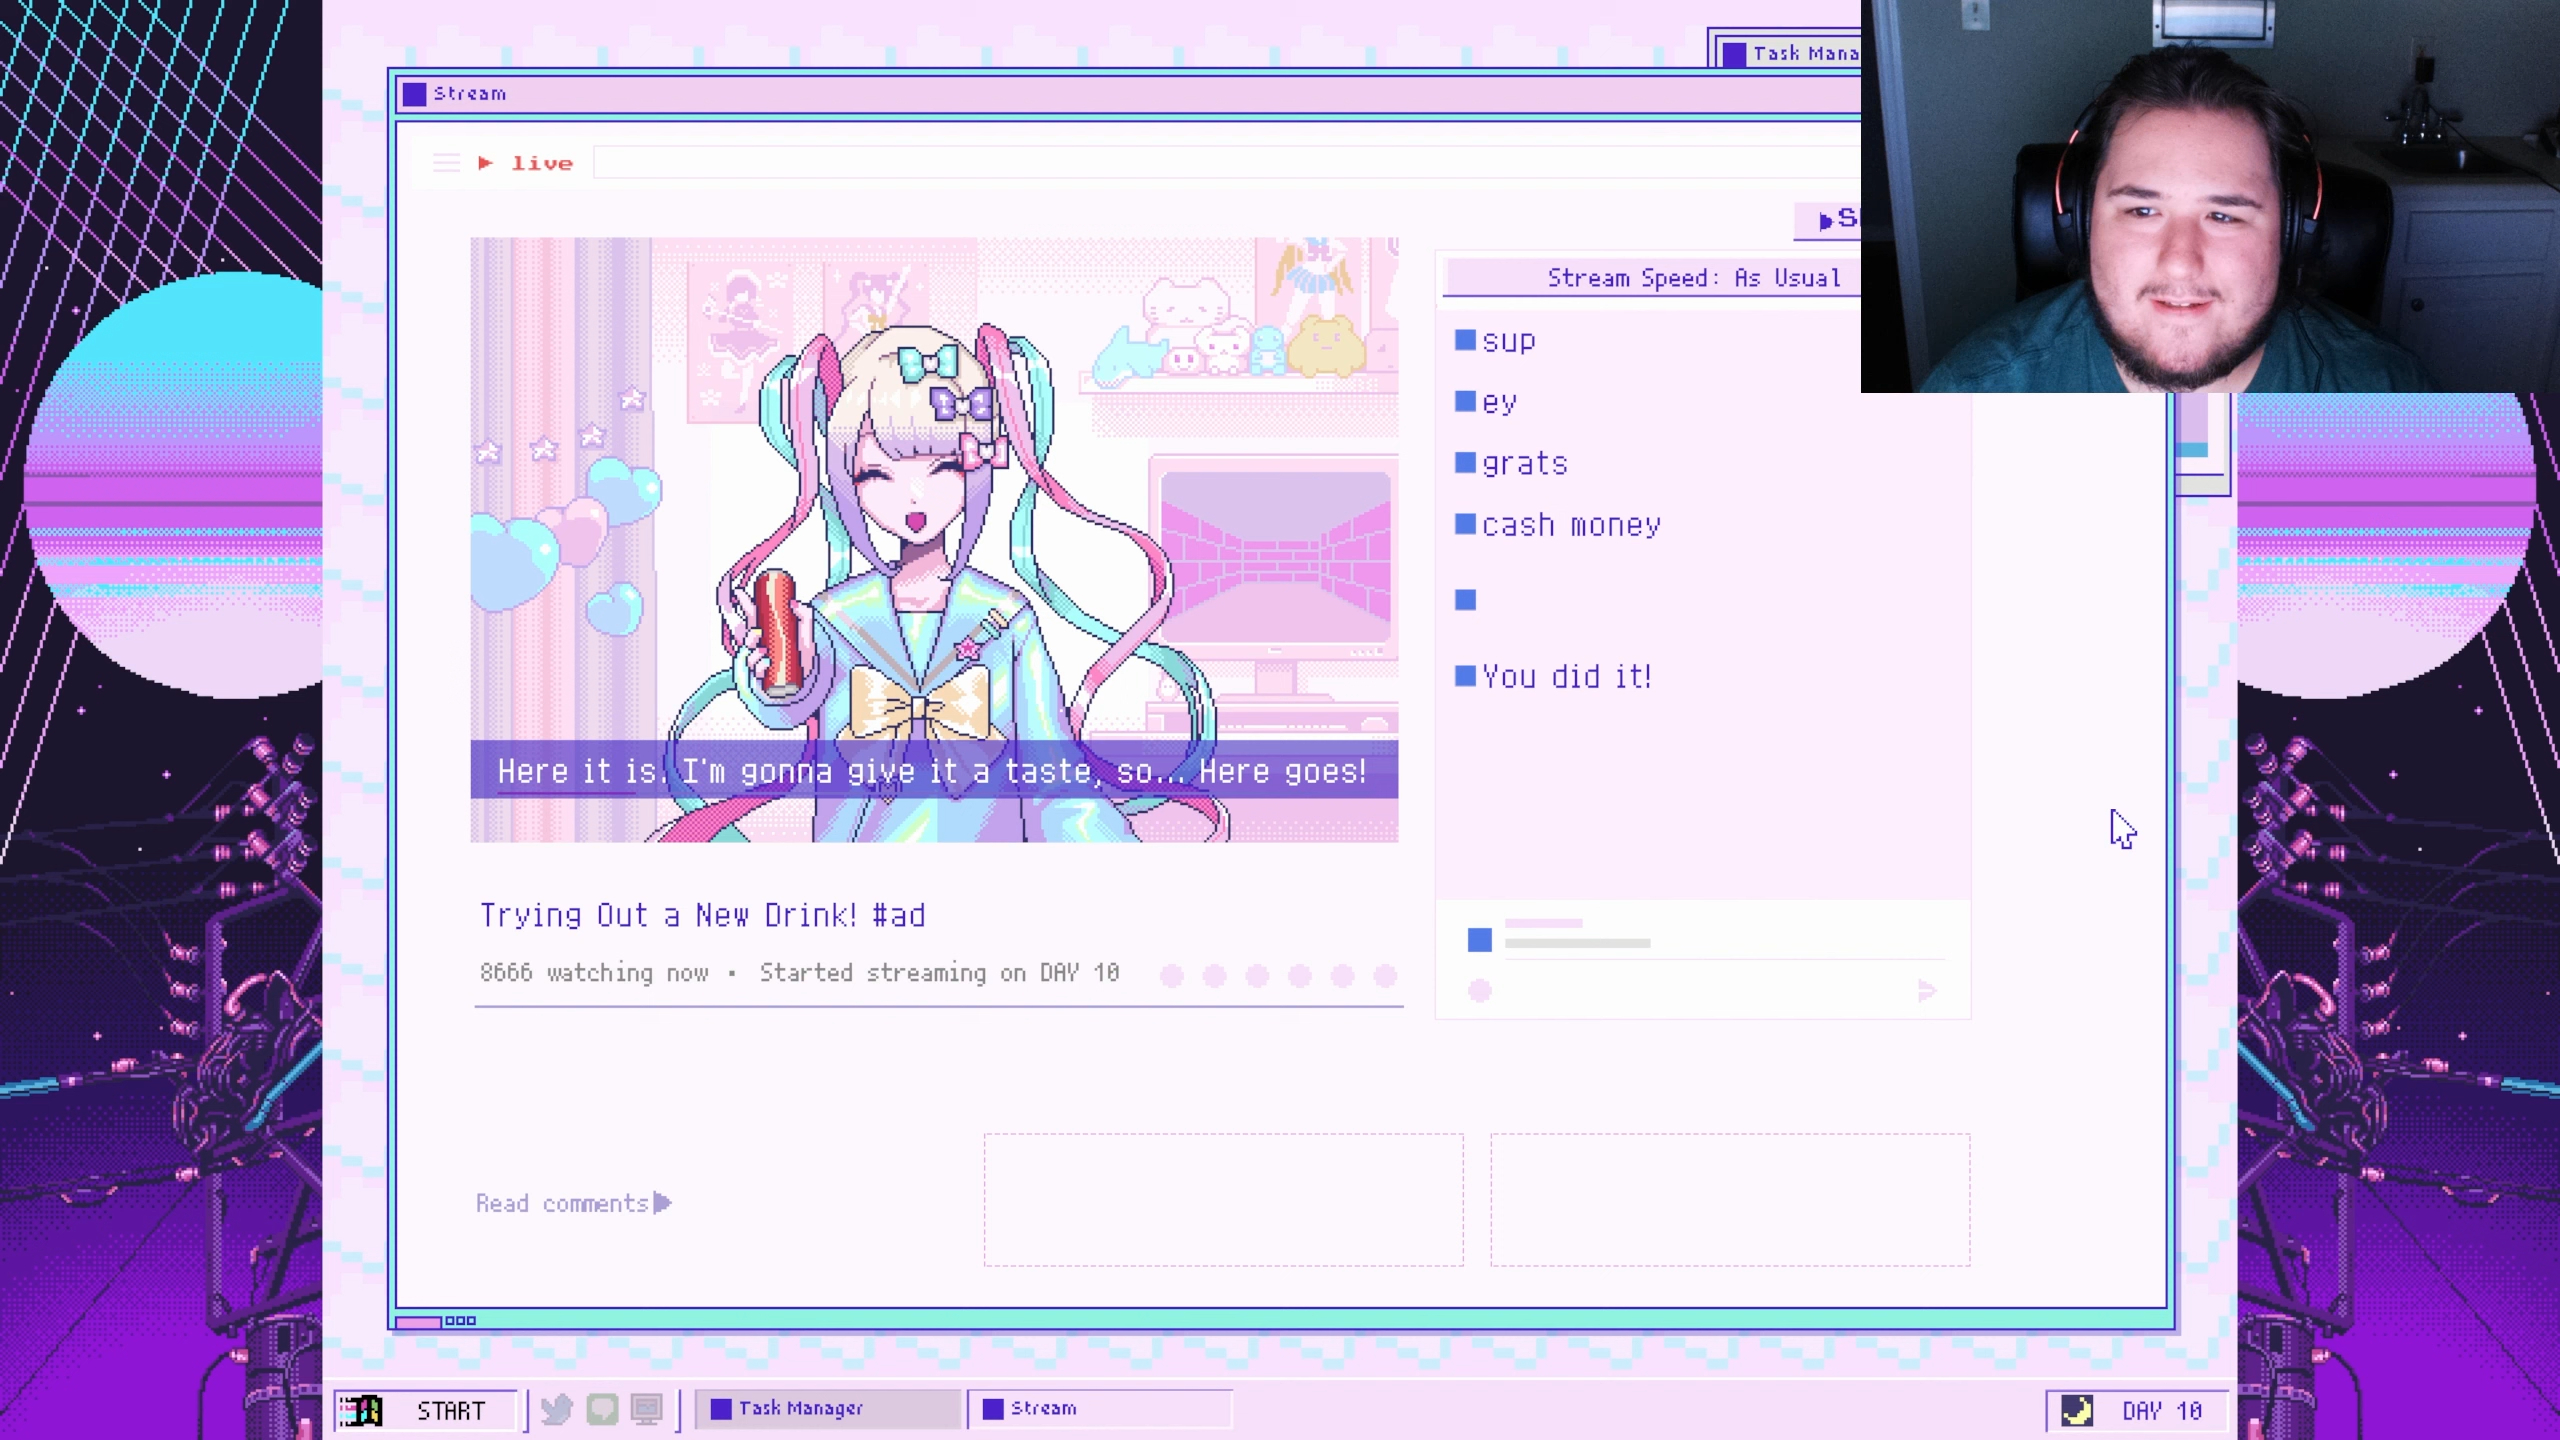 Task Mana
Stream
live
Stream Speed: As Usual
sup
ey
grats
cash money
You did it!
Here it is. I'm gonna give it a taste, so... Here goes!
Trying Out a New Drink! #ad
8666 watching now • Started streaming on DAY 10
Read comments
START
Task Manager
Stream
DAY 10